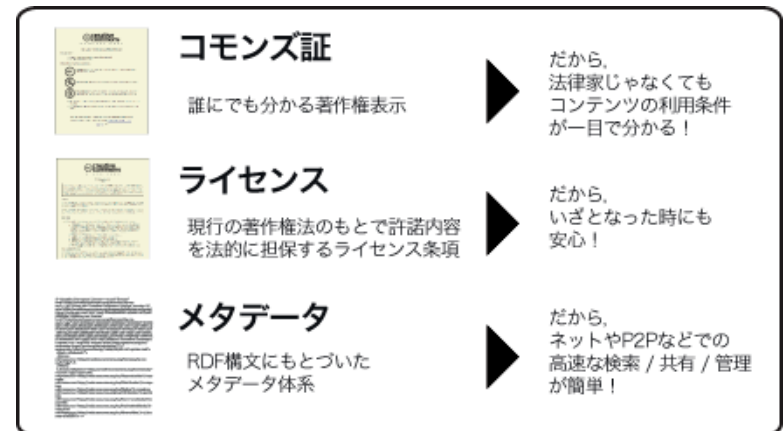 コモンズ証
誰にでも分かる著作権表示
だから,
法律家じゃなくても
コンテンツの利用条件
が一目で分かる！
ライセンス
現行の著作権法のもとで許諾内容
を法的に担保するライセンス条項
だから,
いざとなった時にも
安心！
メタデータ
RDF構文にもとづいた
メタデータ体系
だから,
ネットやP2Pなどでの
高速な検索 / 共有 / 管理
が簡単！